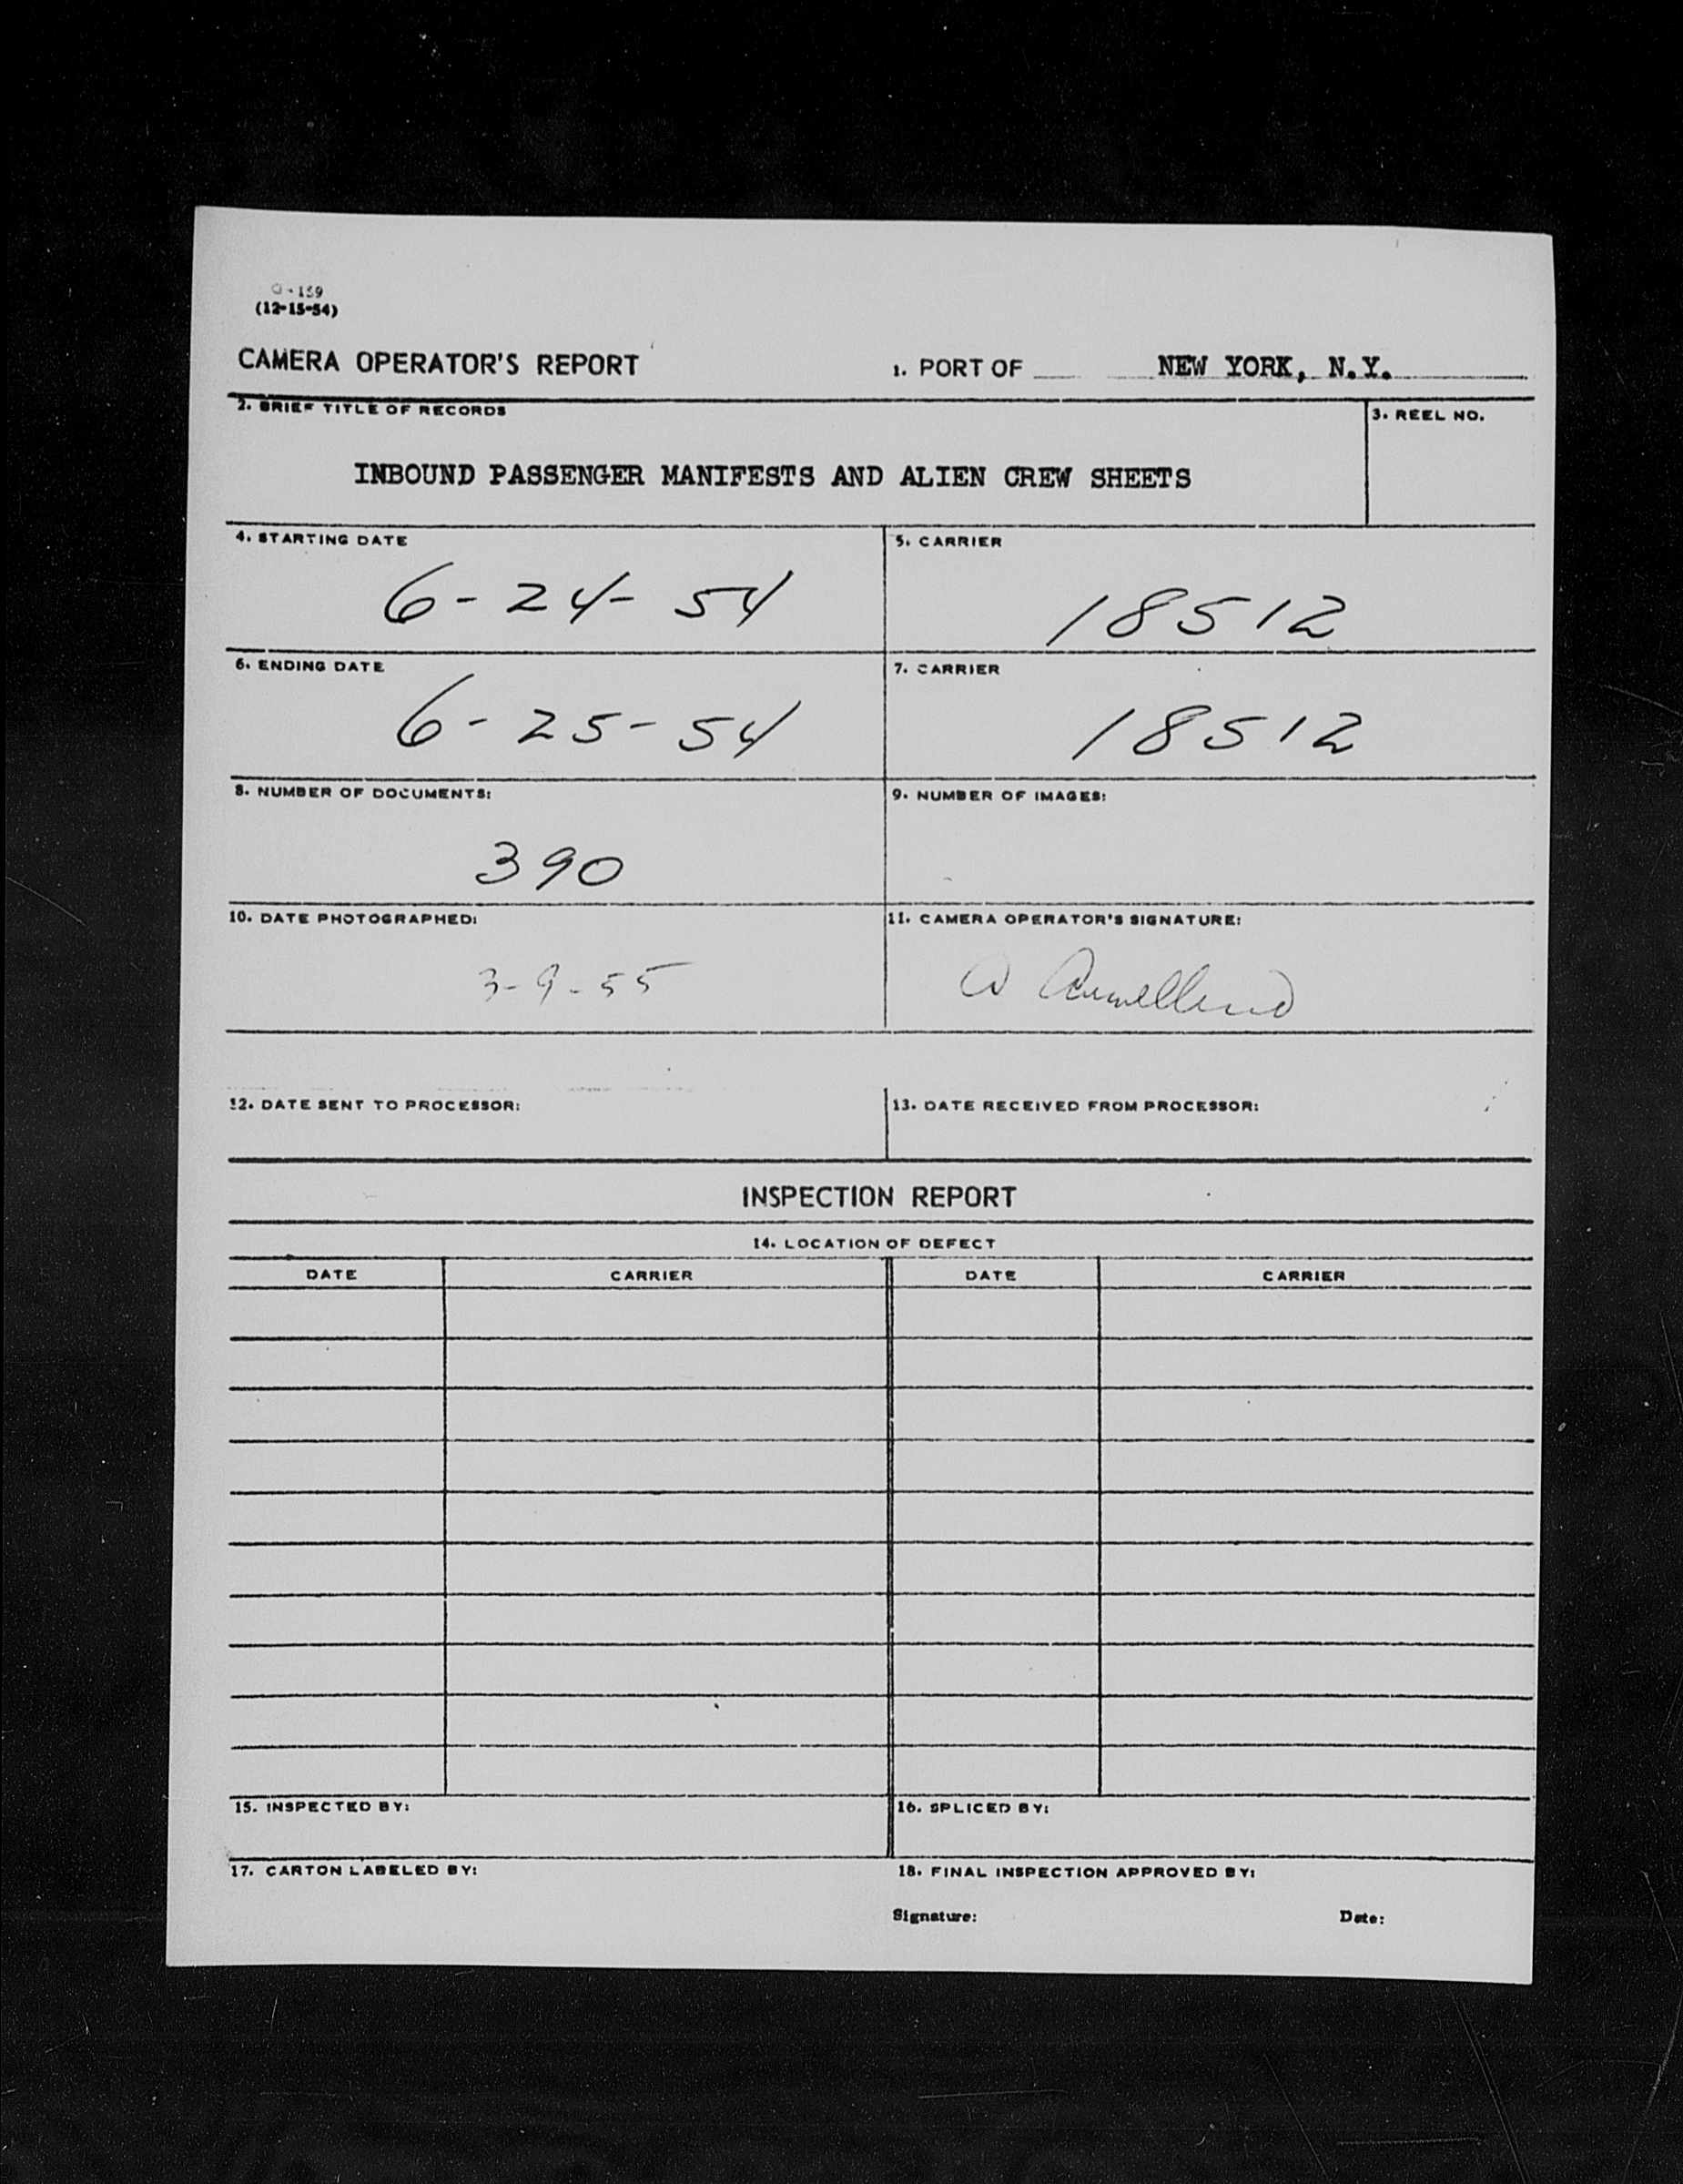 G-159
(12-15-54)
CAMERA OPERATOR'S REPORT 1. PORT OF NEW YORK, N.Y.
2. BRIEF TITLE OF RECORDS 3. REEL NO.
INBOUND PASSENGER MANIFESTS AND ALIEN CREW SHEETS
4. STARTING DATE 5. CARRIER
6-24-54 18512
6. ENDING DATE 7. CARRIER
6-25-54 18512
8. NUMBER OF DOCUMENTS: 9. NUMBER OF IMAGES:
390
10. DATE PHOTOGRAPHED: 11. CAMERA OPERATOR'S SIGNATURE:
3-9-55
12. DATE SENT TO PROCESSOR: 13. DATE RECEIVED FROM PROCESSOR:
INSPECTION REPORT
14. LOCATION OF DEFECT
DATE CARRIER DATE CARRIER
15. INSPECTED BY: 16. SPLICED BY:
17. CARTON LABELED BY: 18. FINAL INSPECTION APPROVED BY:
Signature: Date: